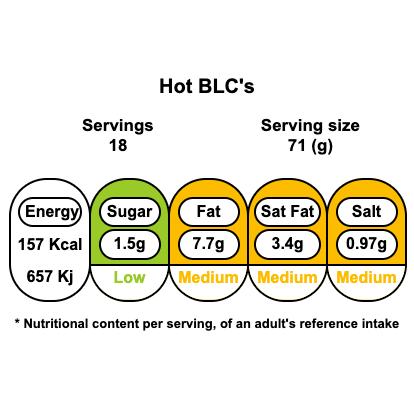 Hot BLC's
Servings
18
Serving size
71 (g)
Energy
157 Kcal
657 Kj
Sugar
1.5g
Low
Fat
7.7g
Medium
Sat Fat
3.4g
Medium
Salt
0.97g
Medium
* Nutritional content per serving, of an adult's reference intake